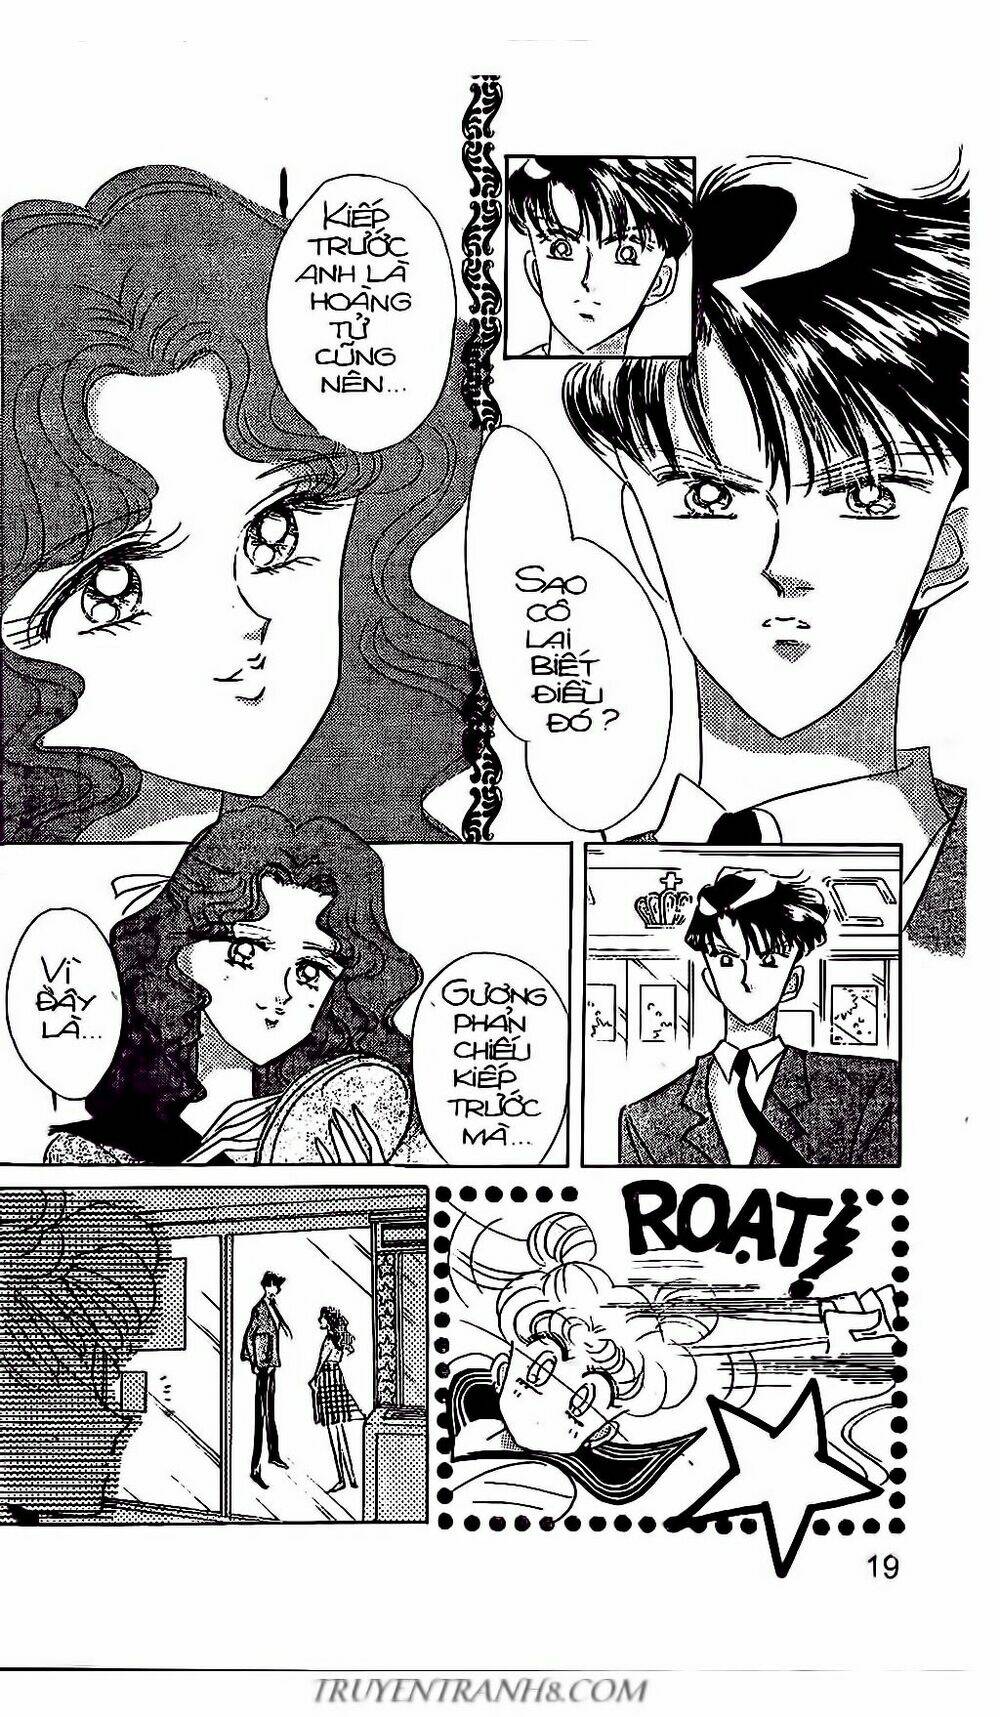 KIẾP
TRƯỚC
ANH LÀ
HOÀNG
TỬ
CŨNG
NÊN...
SAO
CÔ
LẠI
BIẾT
ĐIỀU
ĐÓ?
VÌ
ĐÂY
LÀ...
GƯƠNG
PHẢN
CHIẾU
KIẾP
TRƯỚC
MÀ...
ROẠT!
19
TRUYENTRANH8.COM